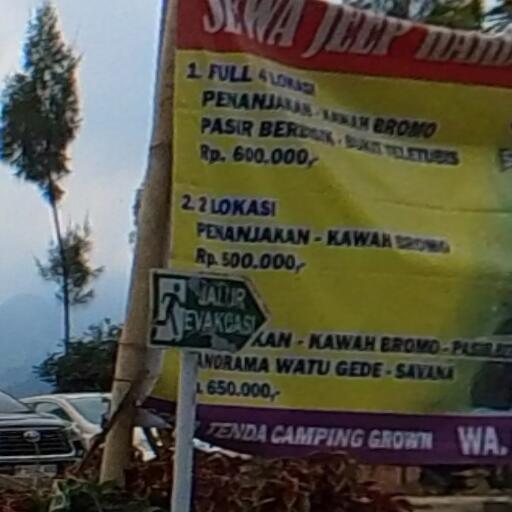 SEWA JEEP HARD
1. FULL 4 LOKASI
PENANJAKAN - KAWAH BROMO
PASIR BERBISIK - BUKIT TELETUBIS
Rp. 600.000,-
2. 2 LOKASI
PENANJAKAN - KAWAH BROMO
Rp. 500.000,-
JALUR
EVAKUASI
KAN - KAWAH BROMO - PASIR BE
ANORAMA WATU GEDE - SAVANA
650.000,-
TENDA CAMPING GROWN WA.